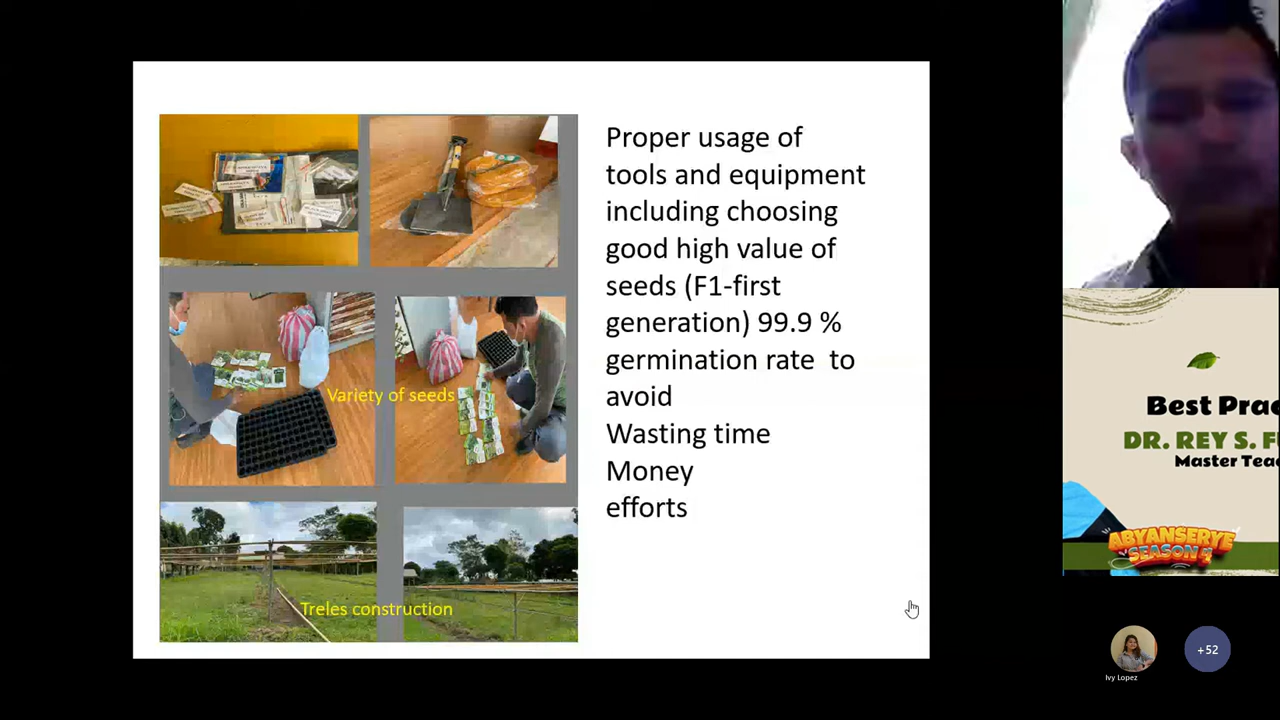 Proper usage of
tools and equipment
including choosing
good high value of
seeds (F1-first
generation) 99.9 %
germination rate  to
avoid
Wasting time
Money
efforts
Variety of seeds
Treles construction
Best Prac
DR. REY S. F
Master Tea
ABYANSERYE
SEASON 4
Ivy Lopez
+52